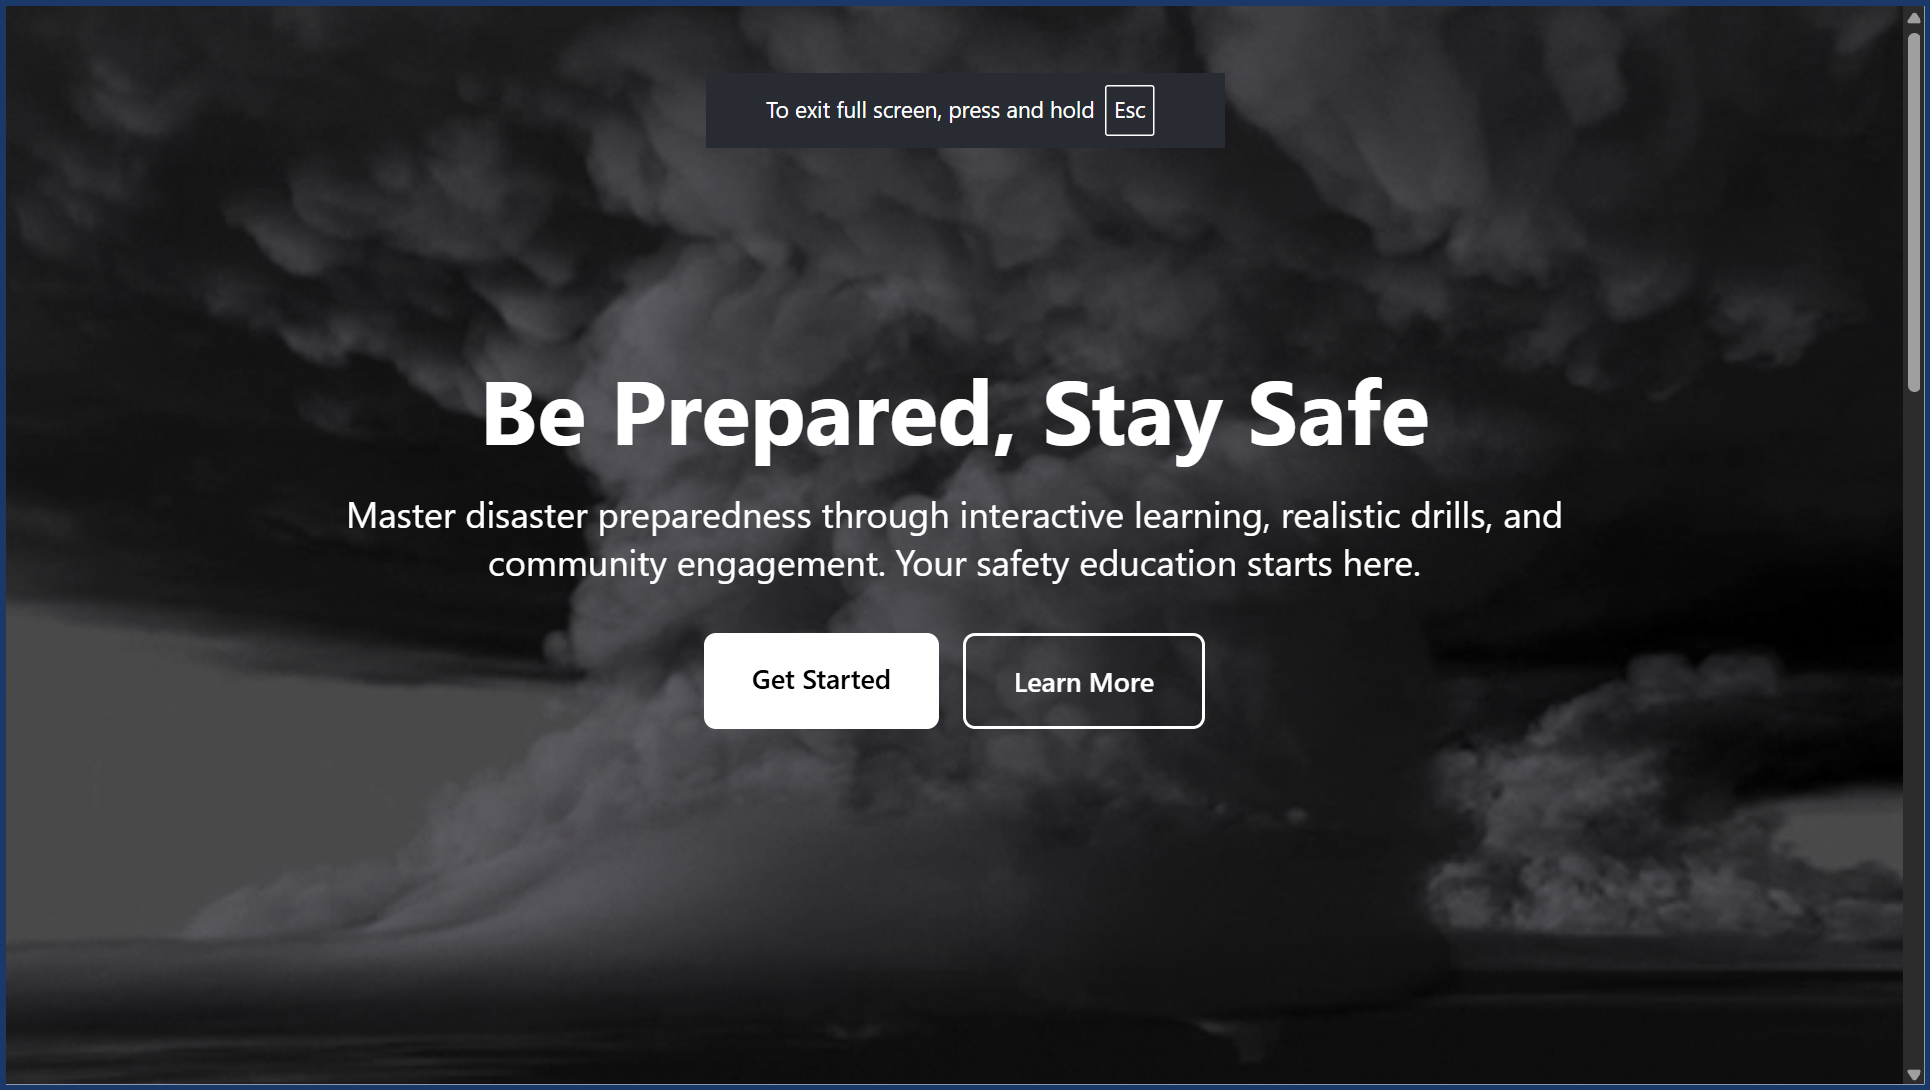 To exit full screen, press and hold Esc
Be Prepared, Stay Safe
Master disaster preparedness through interactive learning, realistic drills, and
community engagement. Your safety education starts here.
Get Started
Learn More